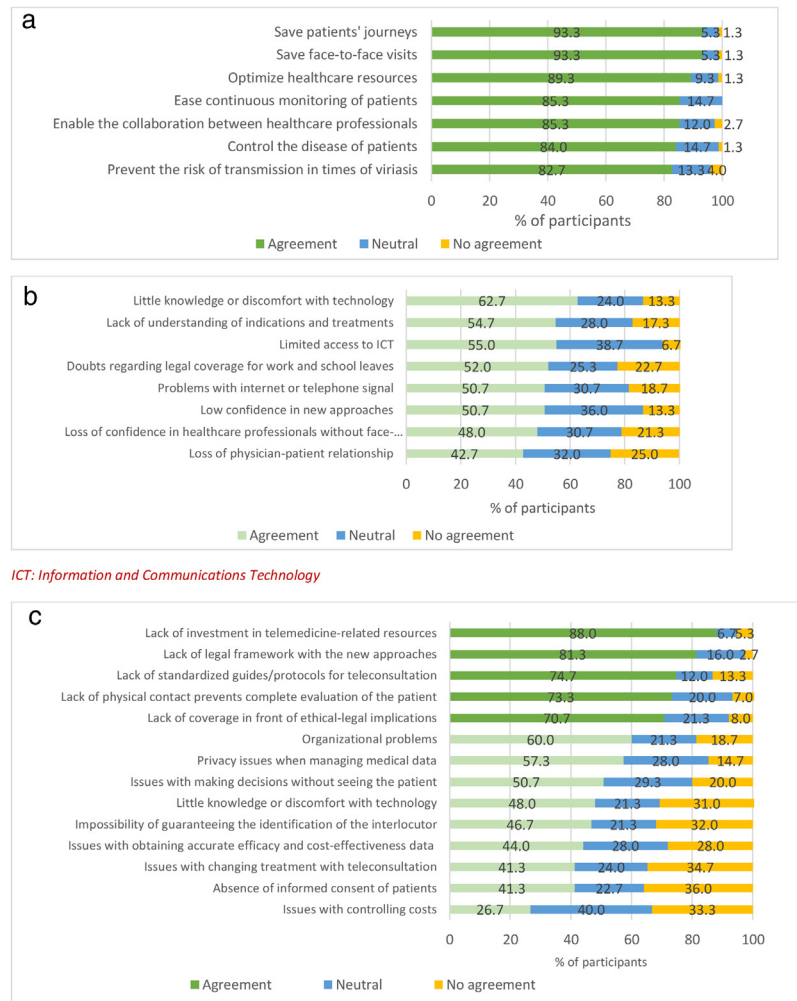 a
Save patients' journeys 93.3 5.3 1.3
Save face-to-face visits 93.3 5.3 1.3
Optimize healthcare resources 89.3 9.3 1.3
Ease continuous monitoring of patients 85.3 14.7
Enable the collaboration between healthcare professionals 85.3 12.0 2.7
Control the disease of patients 84.0 14.7 1.3
Prevent the risk of transmission in times of viriasis 82.7 13.3 4.0
0 20 40 60 80 100
% of participants
Agreement Neutral No agreement
b
Little knowledge or discomfort with technology 62.7 24.0 13.3
Lack of understanding of indications and treatments 54.7 28.0 17.3
Limited access to ICT 55.0 38.7 6.7
Doubts regarding legal coverage for work and school leaves 52.0 25.3 22.7
Problems with internet or telephone signal 50.7 30.7 18.7
Low confidence in new approaches 50.7 36.0 13.3
Loss of confidence in healthcare professionals without face-... 48.0 30.7 21.3
Loss of physician-patient relationship 42.7 32.0 25.0
0 20 40 60 80 100
% of participants
Agreement Neutral No agreement
ICT: Information and Communications Technology
c
Lack of investment in telemedicine-related resources 88.0 6.7 5.3
Lack of legal framework with the new approaches 81.3 16.0 2.7
Lack of standardized guides/protocols for teleconsultation 74.7 12.0 13.3
Lack of physical contact prevents complete evaluation of the patient 73.3 20.0 7.0
Lack of coverage in front of ethical-legal implications 70.7 21.3 8.0
Organizational problems 60.0 21.3 18.7
Privacy issues when managing medical data 57.3 28.0 14.7
Issues with making decisions without seeing the patient 50.7 29.3 20.0
Little knowledge or discomfort with technology 48.0 21.3 31.0
Impossibility of guaranteeing the identification of the interlocutor 46.7 21.3 32.0
Issues with obtaining accurate efficacy and cost-effectiveness data 44.0 28.0 28.0
Issues with changing treatment with teleconsultation 41.3 24.0 34.7
Absence of informed consent of patients 41.3 22.7 36.0
Issues with controlling costs 26.7 40.0 33.3
0 20 40 60 80 100
% of participants
Agreement Neutral No agreement